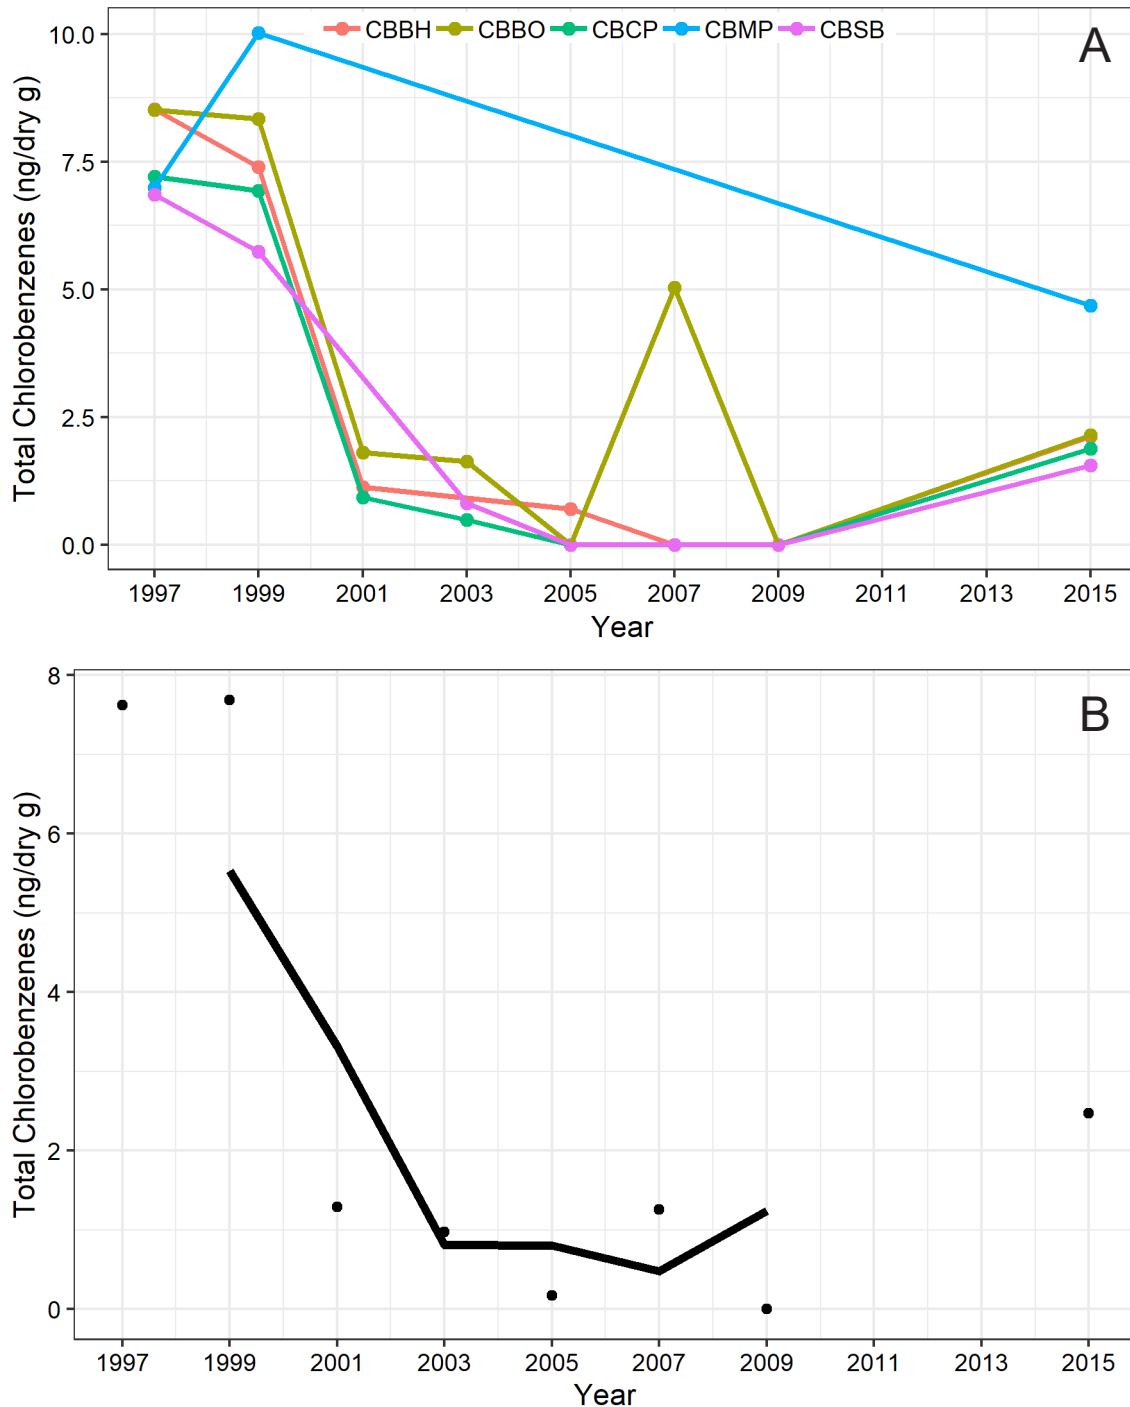 CBBH CBBO CBCP CBMP CBSB
A
Total Chlorobenzenes (ng/dry g)
10.0
7.5
5.0
2.5
0.0
1997 1999 2001 2003 2005 2007 2009 2011 2013 2015
Year
B
Total Chlorobenzenes (ng/dry g)
8
6
4
2
0
1997 1999 2001 2003 2005 2007 2009 2011 2013 2015
Year